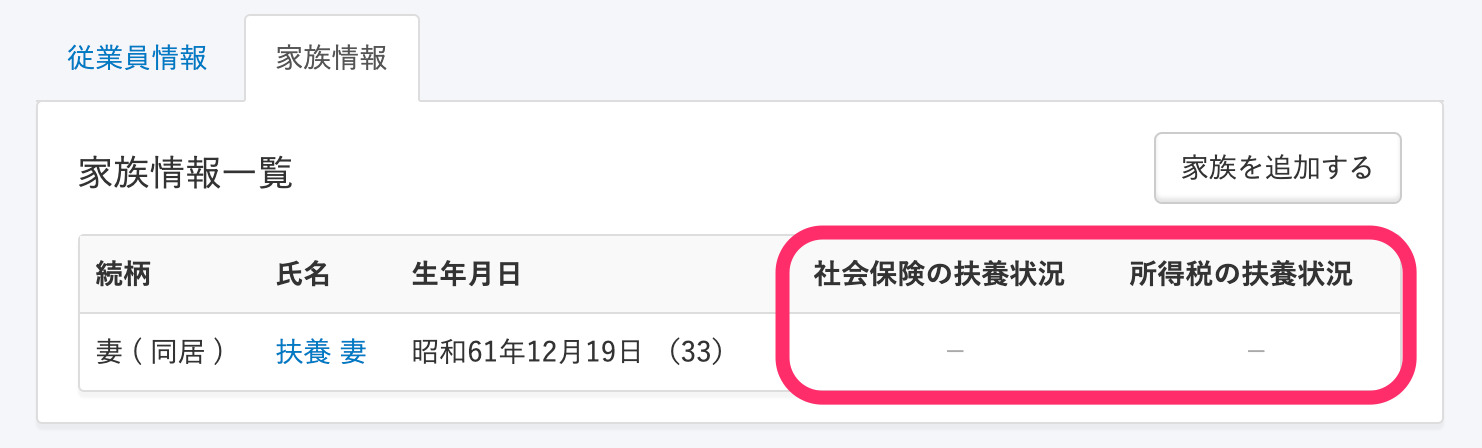 従業員情報 家族情報
家族情報一覧 家族を追加する
続柄 氏名 生年月日 社会保険の扶養状況 所得税の扶養状況
妻 ( 同居 ) 扶養 妻 昭和61年12月19日 （33） – –